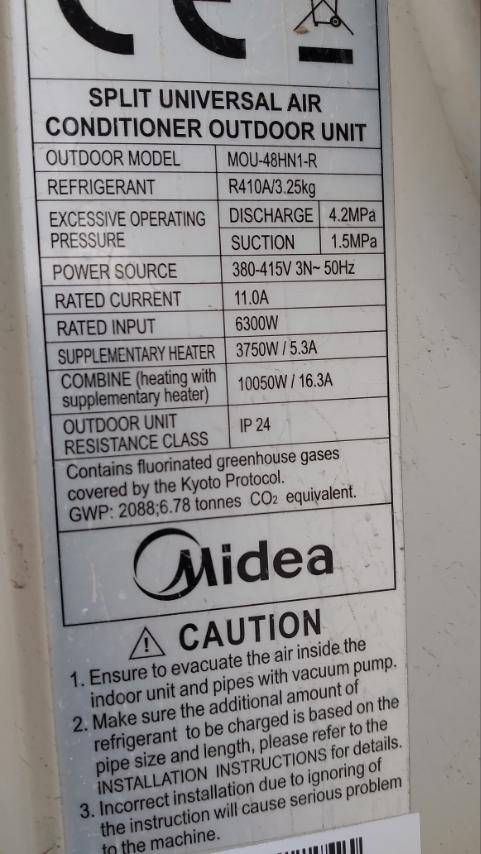 CE
SPLIT UNIVERSAL AIR
CONDITIONER OUTDOOR UNIT
OUTDOOR MODEL MOU-48HN1-R
REFRIGERANT R410A/3.25kg
EXCESSIVE OPERATING PRESSURE DISCHARGE 4.2MPa
SUCTION 1.5MPa
POWER SOURCE 380-415V 3N~ 50Hz
RATED CURRENT 11.0A
RATED INPUT 6300W
SUPPLEMENTARY HEATER 3750W / 5.3A
COMBINE (heating with
supplementary heater) 10050W / 16.3A
OUTDOOR UNIT
RESISTANCE CLASS IP 24
Contains fluorinated greenhouse gases
covered by the Kyoto Protocol.
GWP: 2088;6.78 tonnes CO₂ equivalent.
Midea
CAUTION
1. Ensure to evacuate the air inside the
indoor unit and pipes with vacuum pump.
2. Make sure the additional amount of
refrigerant to be charged is based on the
pipe size and length, please refer to the
INSTALLATION INSTRUCTIONS for details.
3. Incorrect installation due to ignoring of
the instruction will cause serious problem
to the machine.